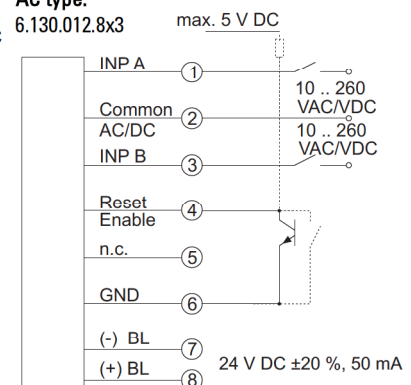 AC type:
6.130.012.8x3
max. 5 V DC
INP A
1
10 .. 260
VAC/VDC
Common
AC/DC
2
10 .. 260
VAC/VDC
INP B
3
Reset
Enable
4
n.c.
5
GND
6
(-) BL
7
(+) BL
8
24 V DC ±20 %, 50 mA